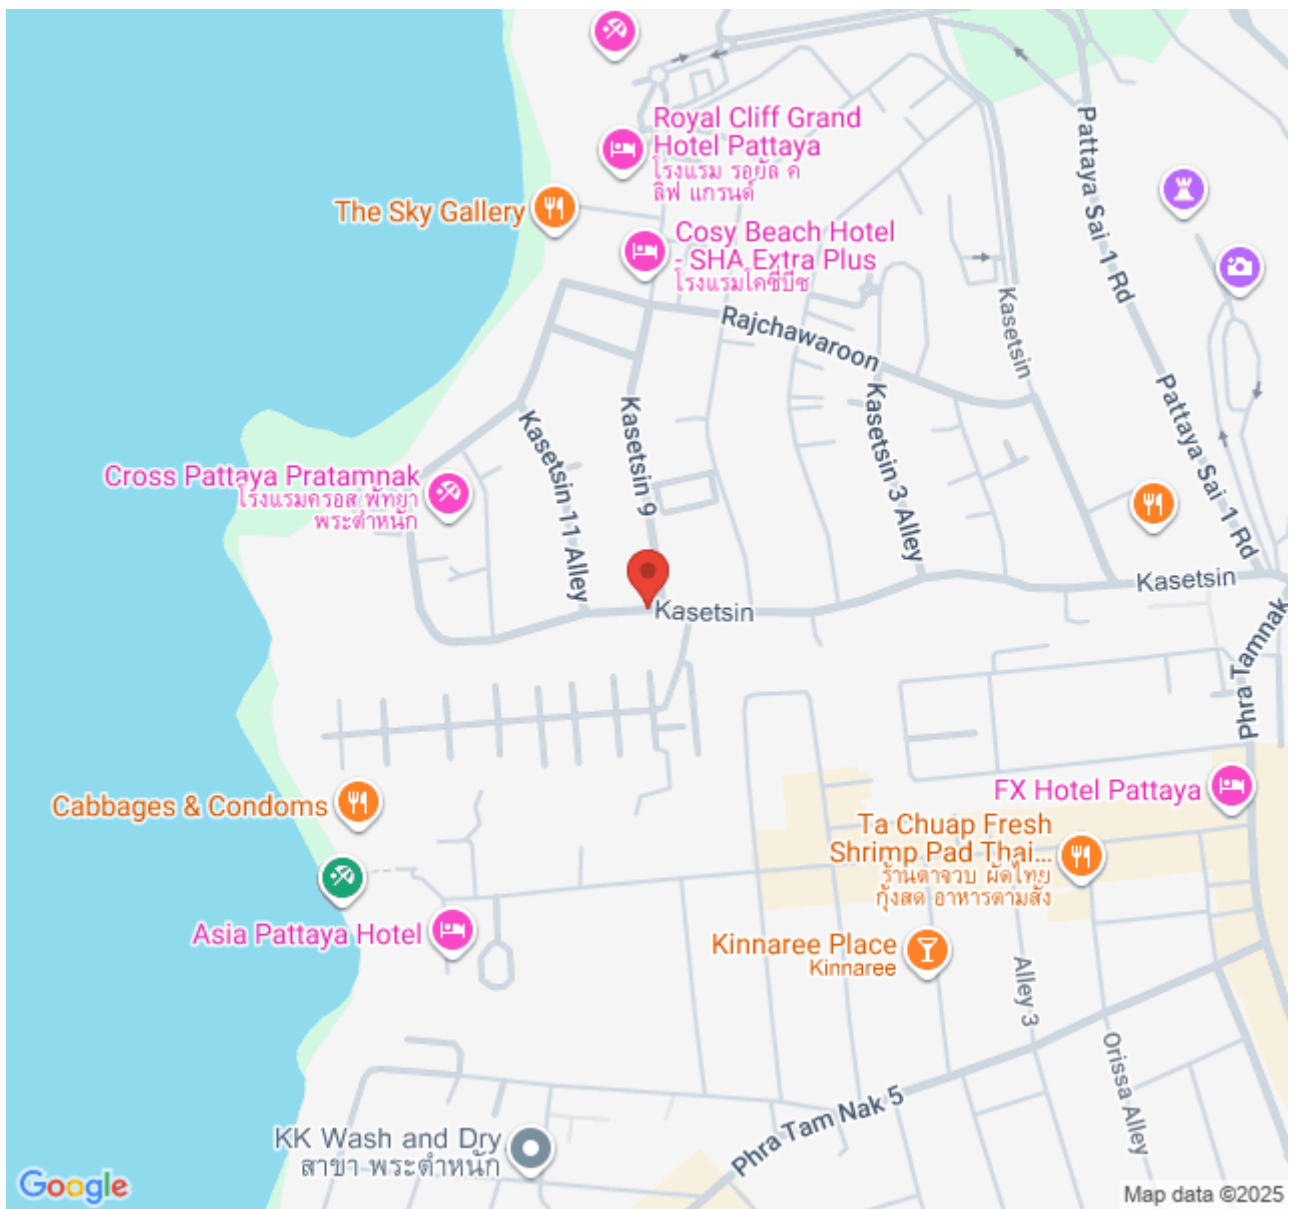 Royal Cliff Grand
Hotel Pattaya
โรงแรม รอยัล ค
ลิฟ แกรนด์
Pattaya Sai 1 Rd
The Sky Gallery
Cosy Beach Hotel
- SHA Extra Plus
โรงแรมโคซี่บีช
Rajchawaroon
Kasetsin
Pattaya Sai 1 Rd
Kasetsin 9
Kasetsin 3 Alley
Kasetsin 11 Alley
Cross Pattaya Pratamnak
โรงแรมครอส พัทยา
พระตำหนัก
Kasetsin
Kasetsin
Phra Tamnak
Cabbages & Condoms
FX Hotel Pattaya
Ta Chuap Fresh
Shrimp Pad Thai...
ร้านตาจวบ ผัดไทย
กุ้งสด อาหารตามสั่ง
Asia Pattaya Hotel
Kinnaree Place
Kinnaree
Alley 3
Orissa Alley
Phra Tam Nak 5
KK Wash and Dry
สาขา พระตำหนัก
Google
Map data ©2025